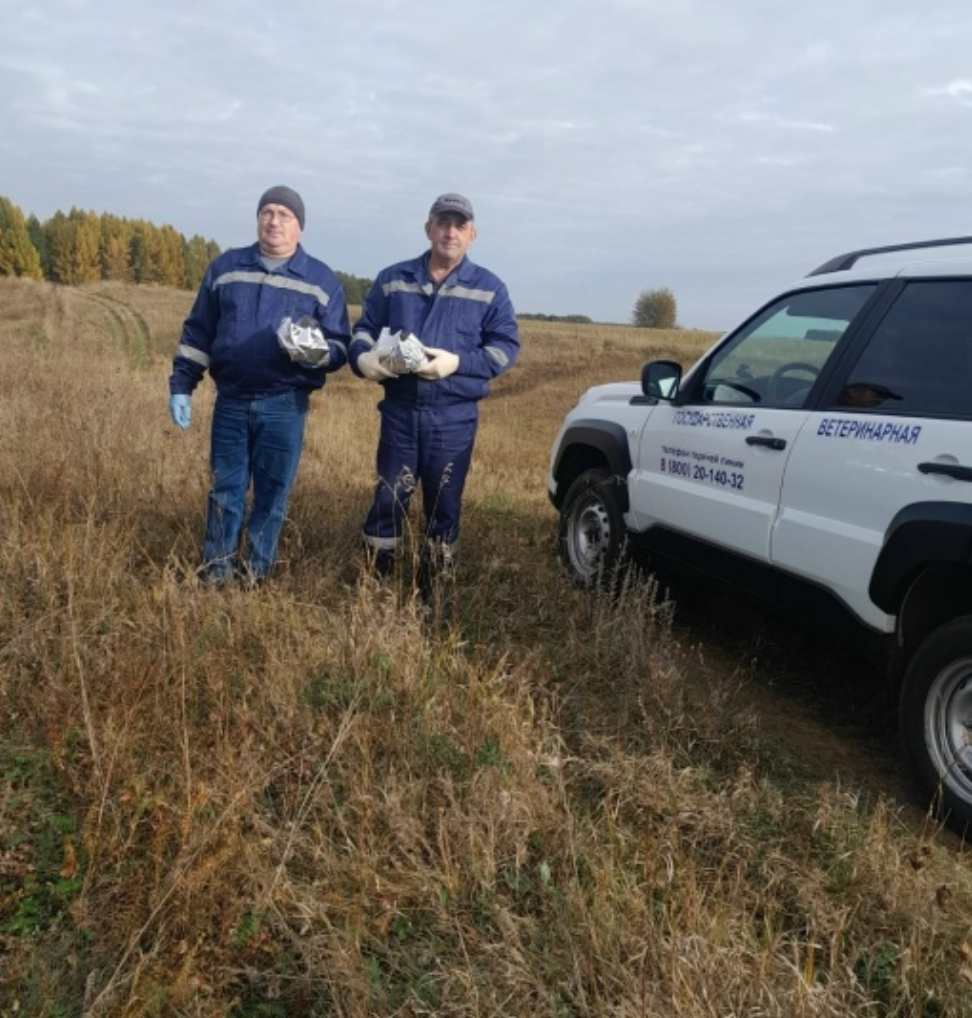 ГОСУДАРСТВЕННАЯ
ВЕТЕРИНАРНАЯ
телефон горячей линии
8 (800) 20-140-32